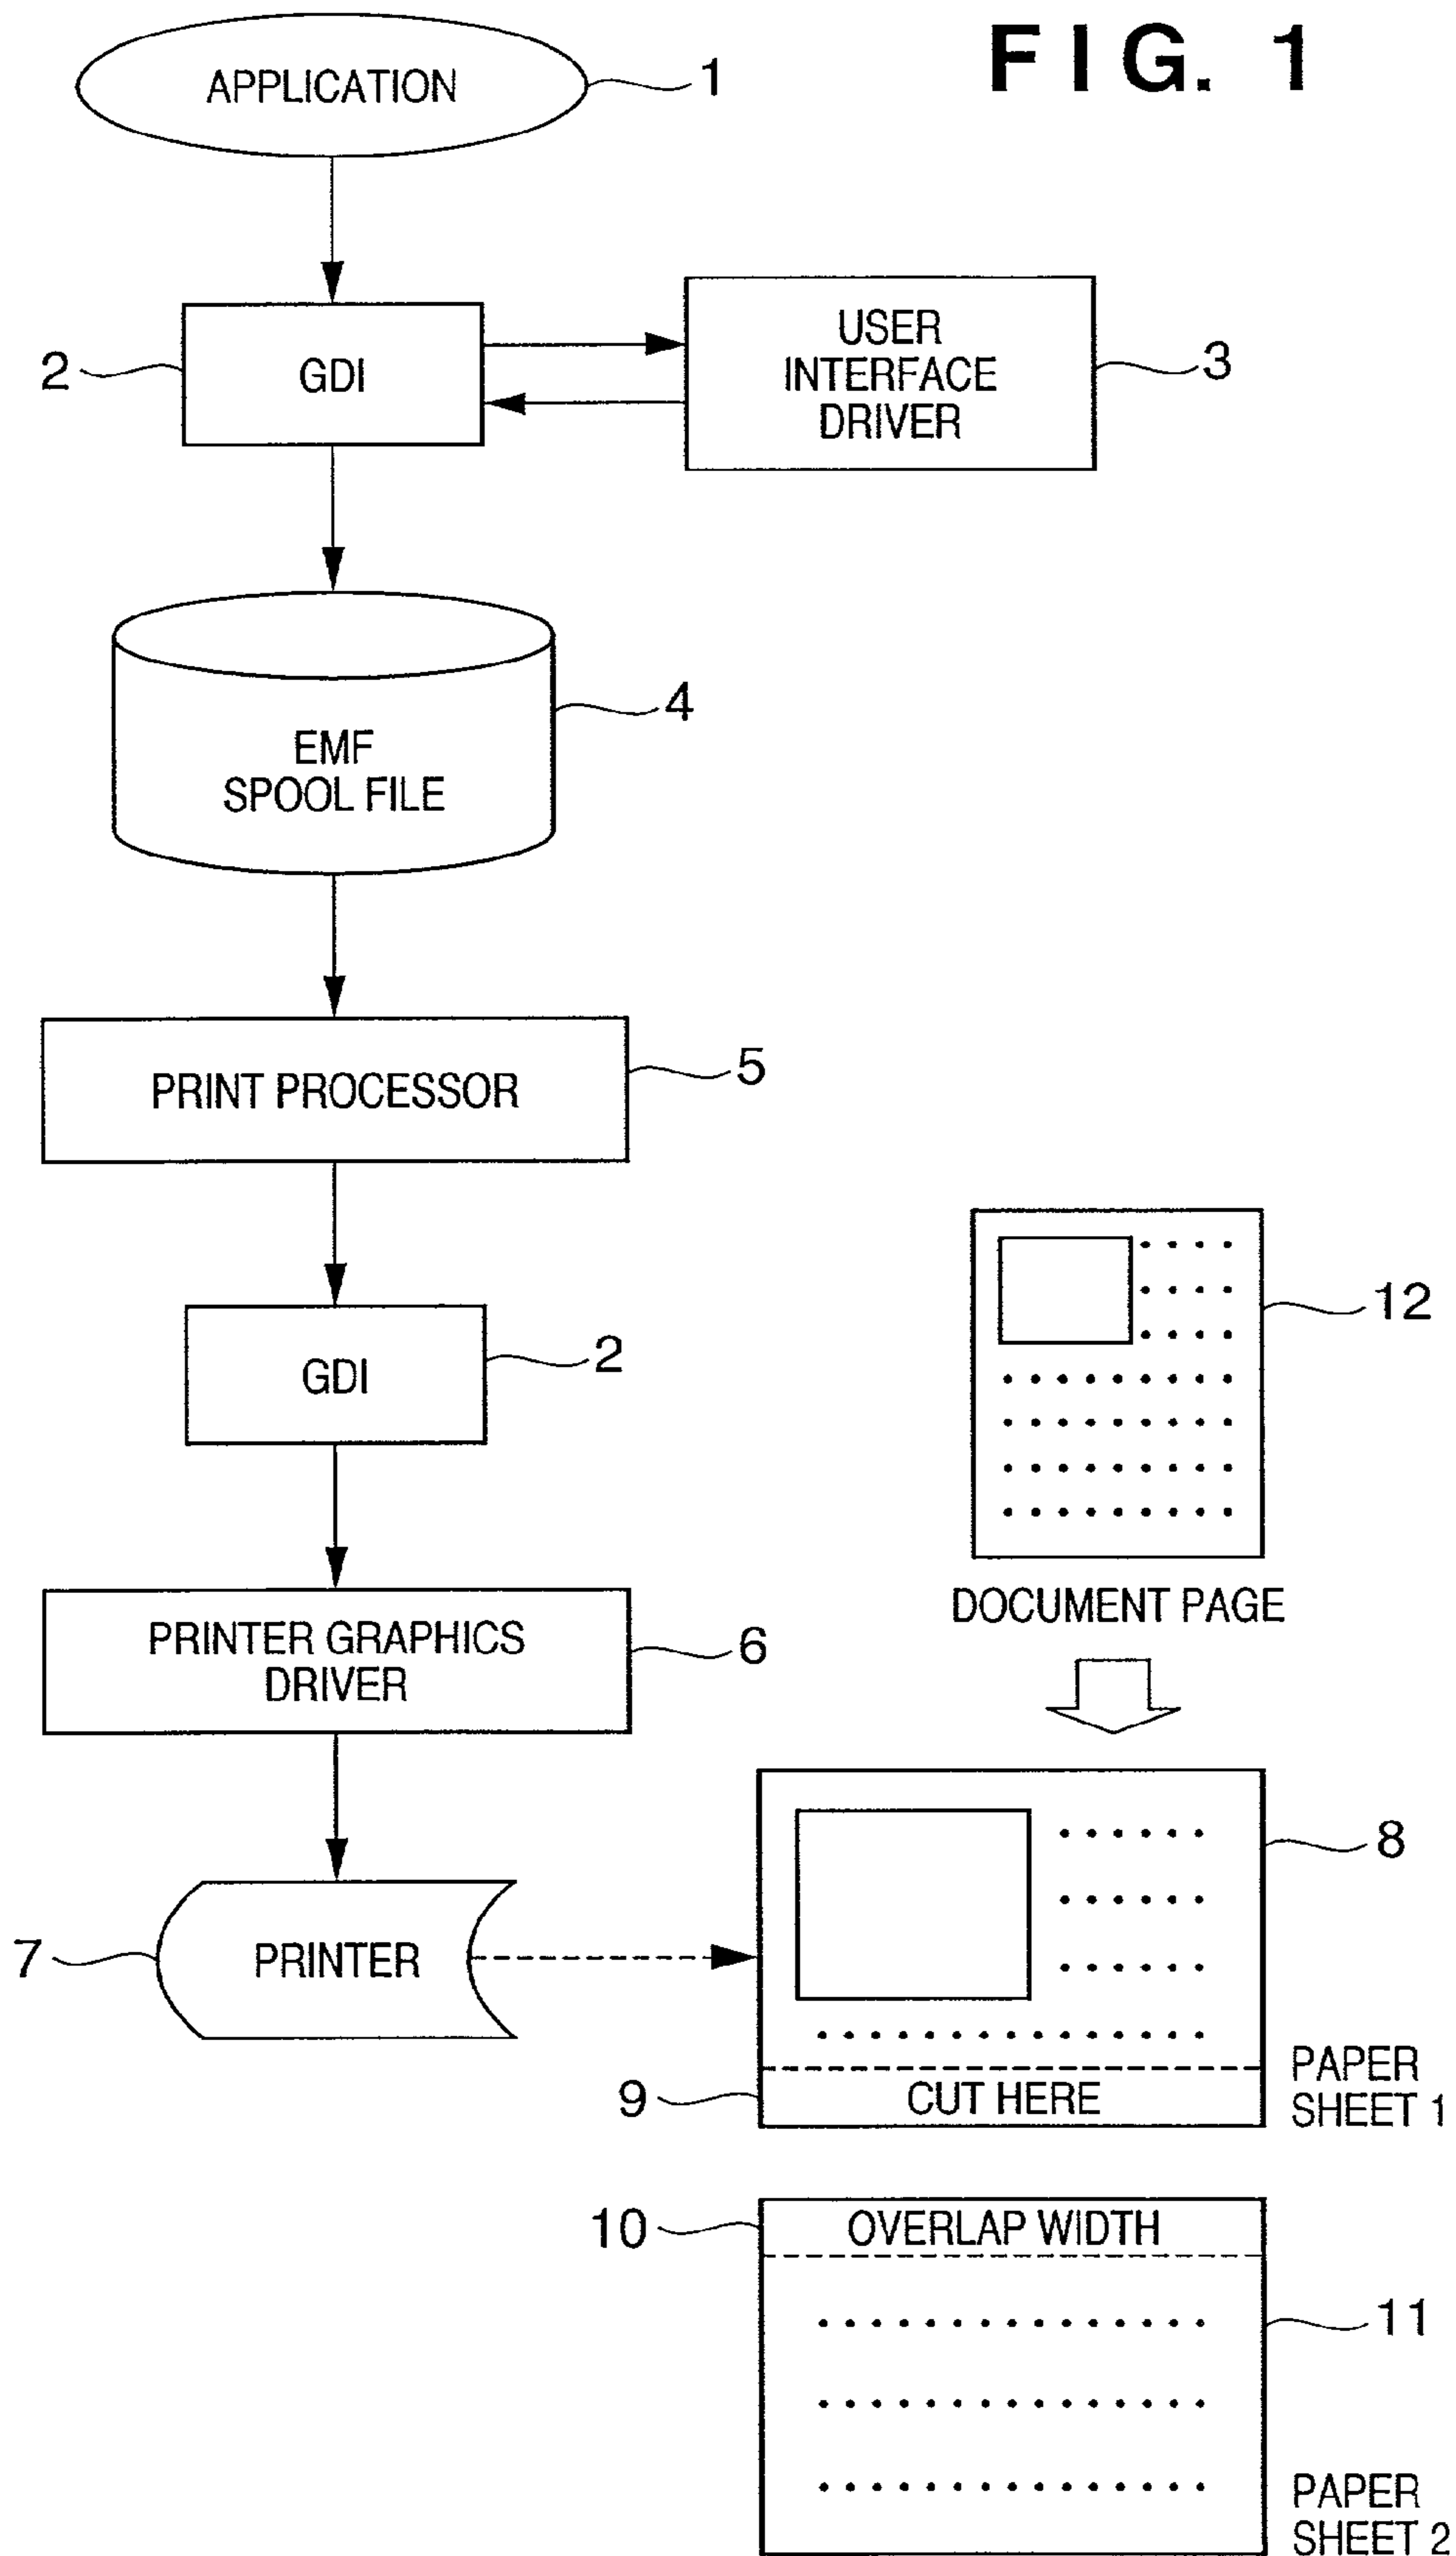 FIG. 1
APPLICATION
1
2
GDI
USER
INTERFACE
DRIVER
3
EMF
SPOOL FILE
4
PRINT PROCESSOR
5
GDI
2
PRINTER GRAPHICS
DRIVER
6
7
PRINTER
12
DOCUMENT PAGE
8
9
CUT HERE
PAPER
SHEET 1
10
OVERLAP WIDTH
11
PAPER
SHEET 2